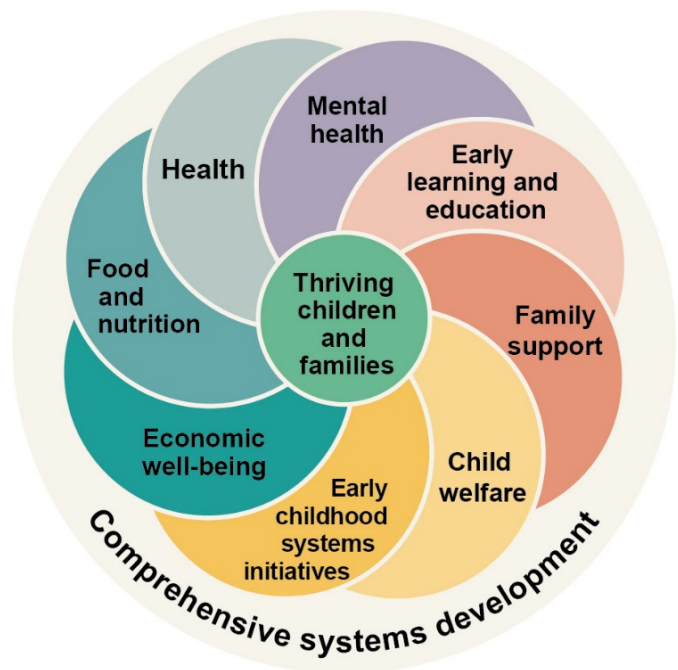 Mental
health
Early
learning and
education
Family
support
Child
welfare
Early
childhood
systems
initiatives
Economic
well-being
Food
and
nutrition
Health
Thriving
children
and
families
Comprehensive systems development